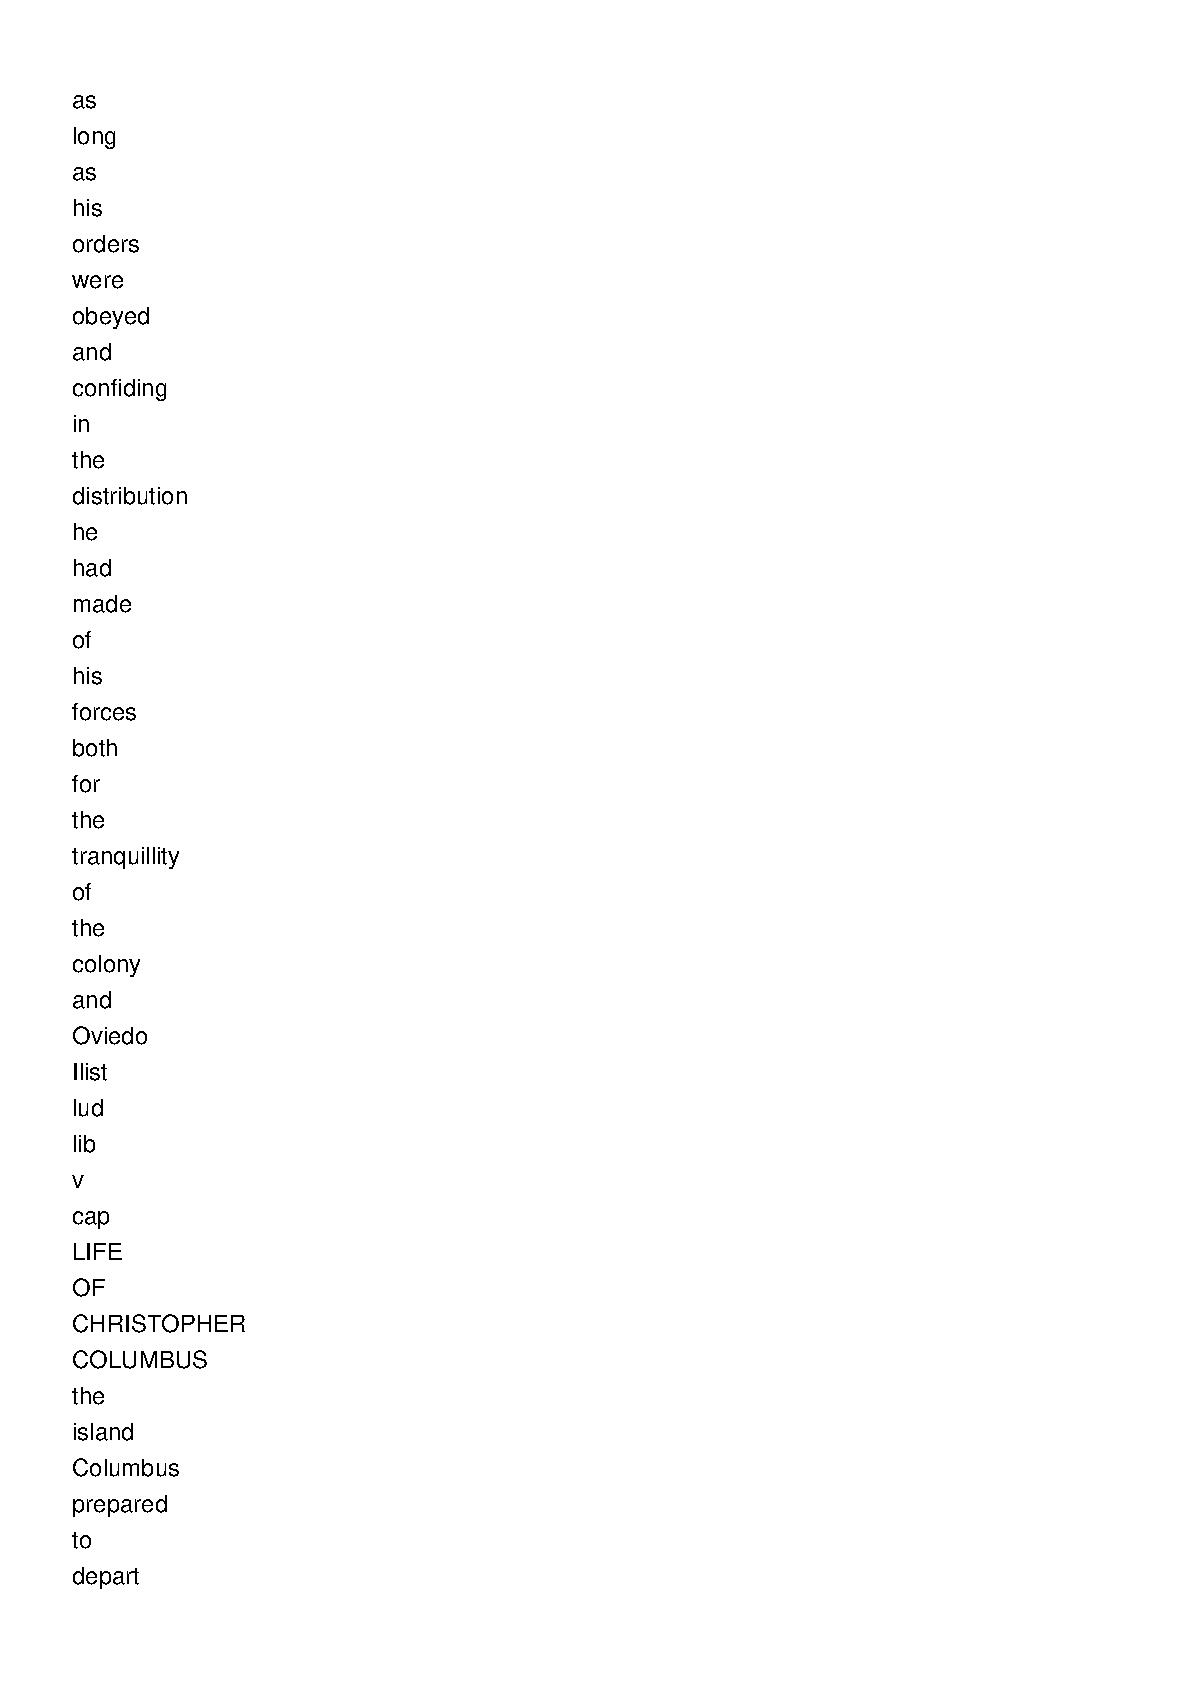 as
long
as
his
orders
were
obeyed
and
confiding
in
the
distribution
he
had
made
of
his
forces
both
for
the
tranquillity
of
the
colony
and
Oviedo
Ilist
lud
lib
v
cap
LIFE
OF
CHRISTOPHER
COLUMBUS
the
island
Columbus
prepared
to
depart